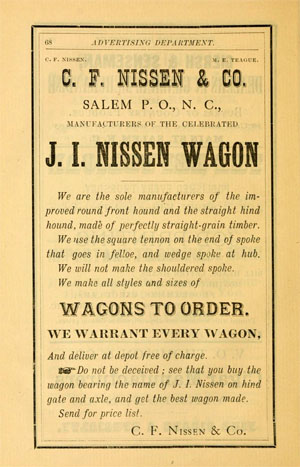 68 ADVERTISING DEPARTMENT.
C. F. NISSEN. M. E. TEAGUE.
C. F. NISSEN & CO.
SALEM P. O., N. C.,
MANUFACTURERS OF THE CELEBRATED
J. I. NISSEN WAGON
We are the sole manufacturers of the im-
proved round front hound and the straight hind
hound, made of perfectly straight-grain timber.
We use the square tennon on the end of spoke
that goes in felloe, and wedge spoke at hub.
We will not make the shouldered spoke.
We make all styles and sizes of
WAGONS TO ORDER.
WE WARRANT EVERY WAGON,
And deliver at depot free of charge.
☞ Do not be deceived; see that you buy the
wagon bearing the name of J. I. Nissen on hind
gate and axle, and get the best wagon made.
Send for price list.
C. F. NISSEN & CO.